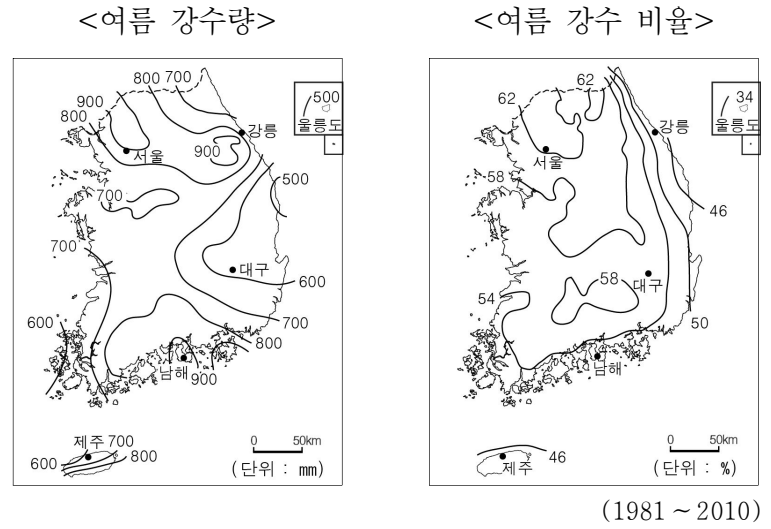 <여름 강수량>
800 700
900
800
500
울릉도
강릉
서울
900
700
500
700
대구
600
700
600
800
남해
900
제주 700
600
800
0 50km
(단위 : mm)
<여름 강수 비율>
62
62
34
울릉도
강릉
서울
58
46
58
대구
54
50
남해
46
제주
0 50km
(단위 : %)
(1981 ~ 2010)